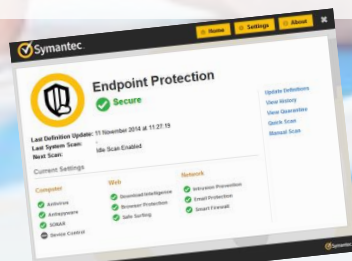 Symantec.
Home Settings About
Endpoint Protection
Secure
Last Definition Update: 11 November 2014 at 11:27:19
Last System Scan: -
Next Scan: Idle Scan Enabled
Update Definitions
View History
View Quarantine
Quick Scan
Manual Scan
Current Settings
Computer
Antivirus
Antispyware
SONAR
Device Control
Web
Download Intelligence
Browser Protection
Safe Surfing
Network
Intrusion Prevention
Email Protection
Smart Firewall
Symantec